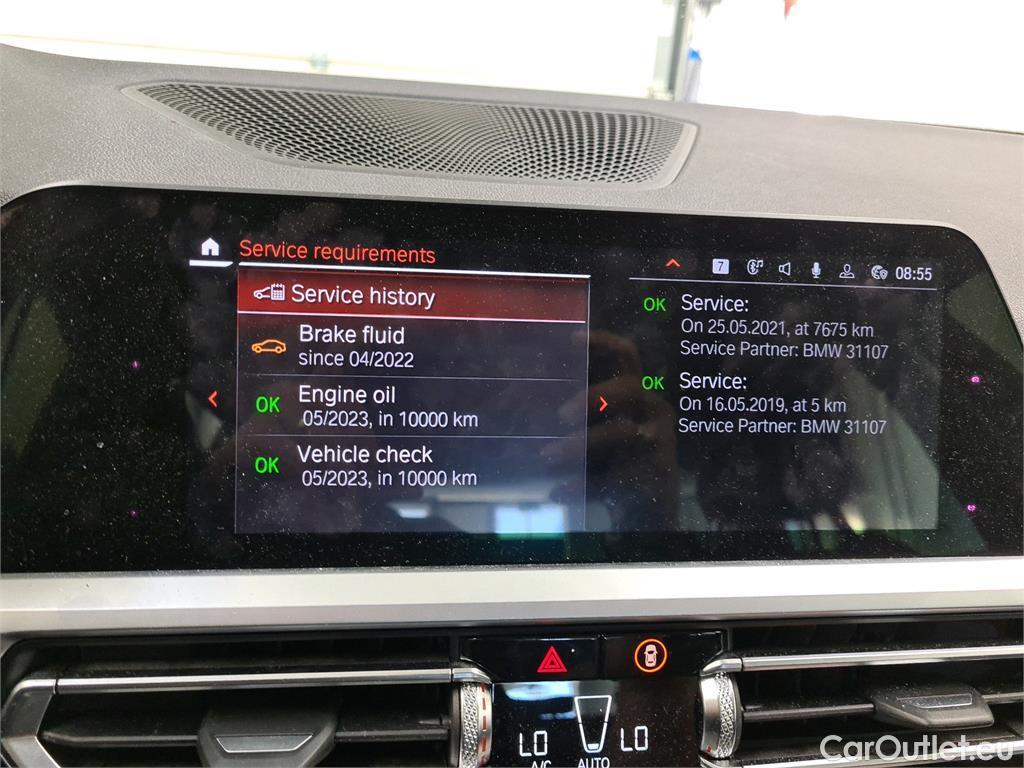 Service requirements
7
08:55
Service history
Brake fluid
since 04/2022
OK
Engine oil
05/2023, in 10000 km
OK
Vehicle check
05/2023, in 10000 km
OK
Service:
On 25.05.2021, at 7675 km
Service Partner: BMW 31107
OK
Service:
On 16.05.2019, at 5 km
Service Partner: BMW 31107
LO
LO
A/C
AUTO
CarOutlet.eu